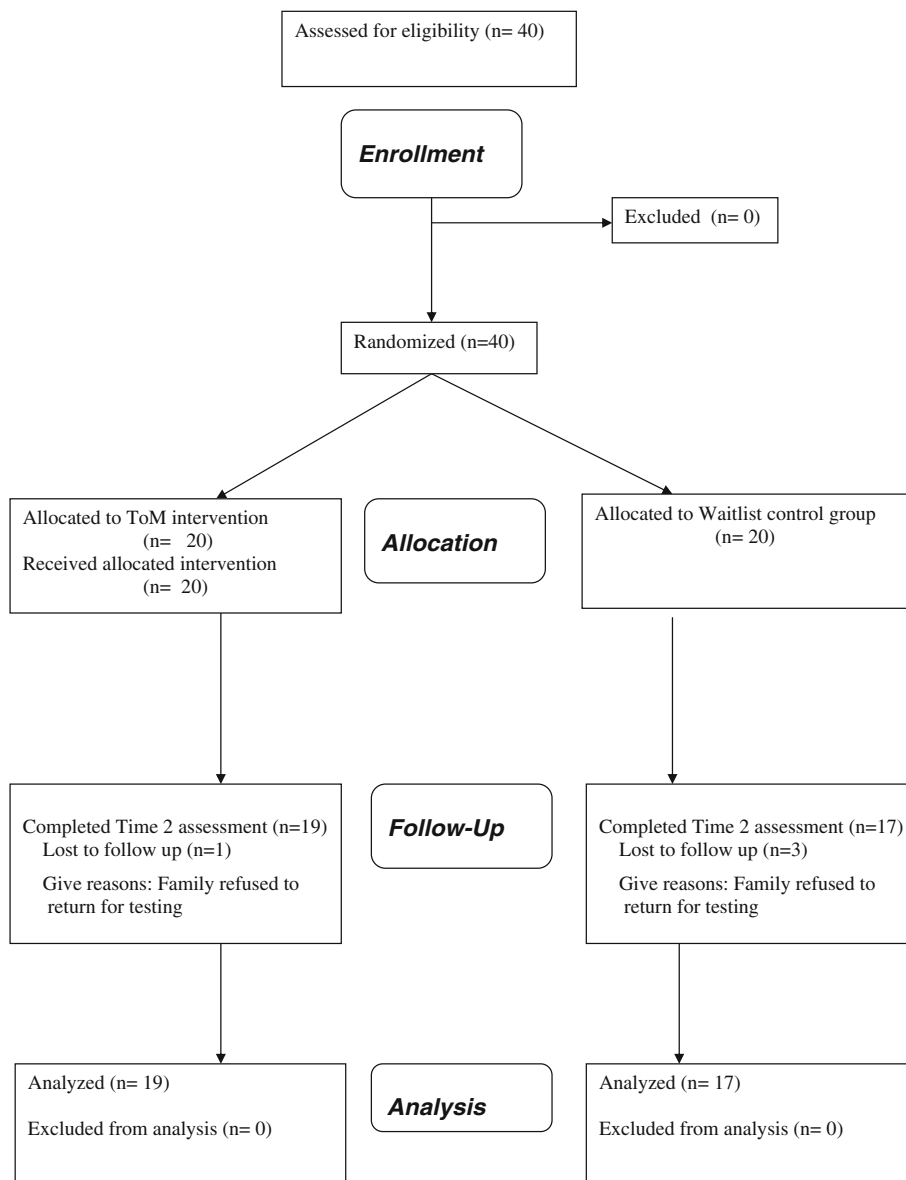 Assessed for eligibility (n= 40)
Enrollment
Excluded (n= 0)
Randomized (n=40)
Allocated to ToM intervention
(n= 20)
Received allocated intervention
(n= 20)
Allocation
Allocated to Waitlist control group
(n= 20)
Completed Time 2 assessment (n=19)
Lost to follow up (n=1)
Give reasons: Family refused to
return for testing
Follow-Up
Completed Time 2 assessment (n=17)
Lost to follow up (n=3)
Give reasons: Family refused to
return for testing
Analyzed (n= 19)
Excluded from analysis (n= 0)
Analysis
Analyzed (n= 17)
Excluded from analysis (n= 0)